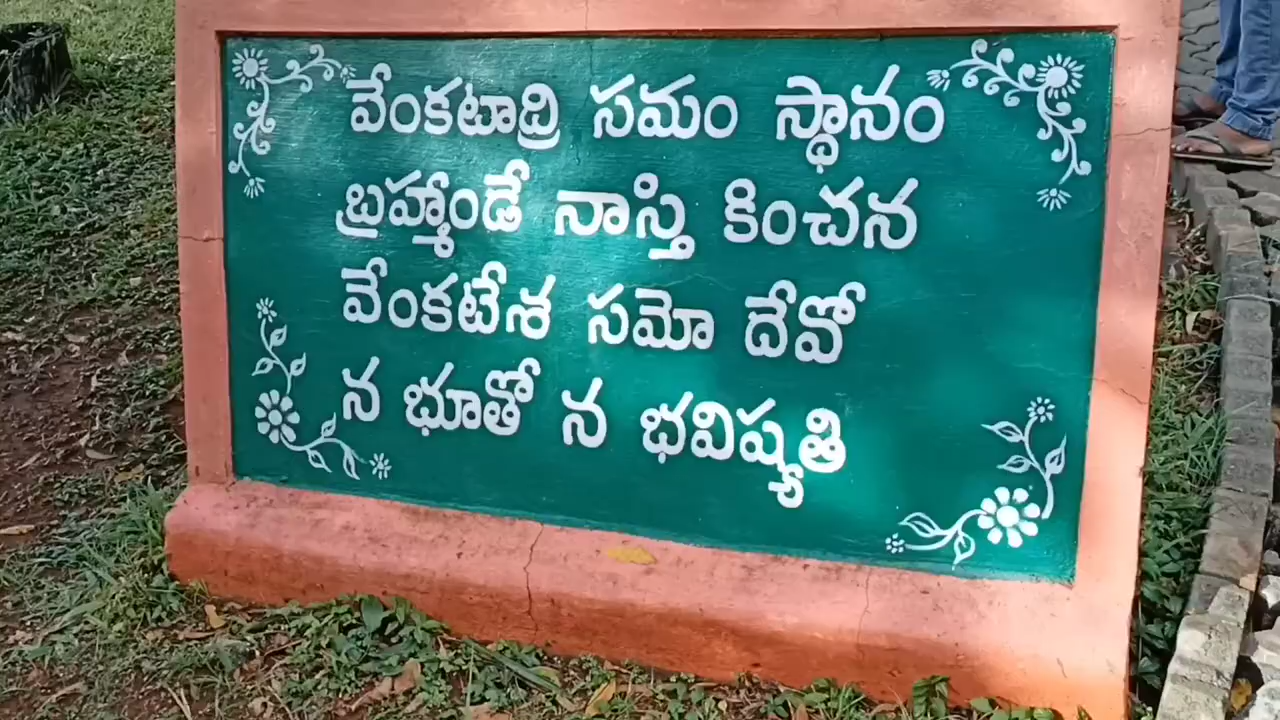 వేంకటాద్రి సమం స్థానం
బ్రహ్మాండే నాస్తి కించన
వేంకటేశ సమో దేవో
న భూతో న భవిష్యతి